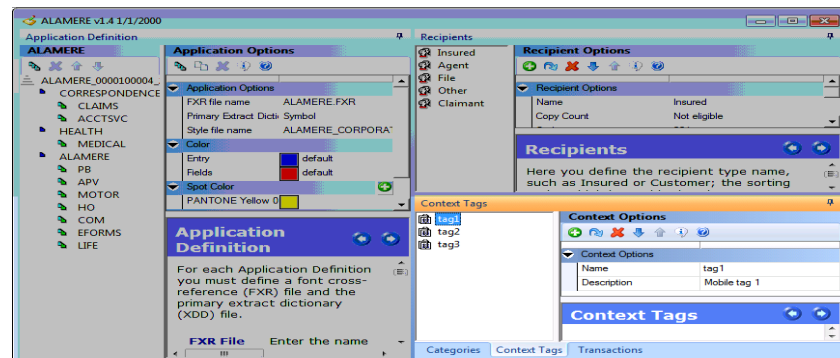 ALAMERE v1.4 1/1/2000
Application Definition
ALAMERE
ALAMERE_0000100004_
CORRESPONDENCE
CLAIMS
ACCTSVC
HEALTH
MEDICAL
ALAMERE
PB
APV
MOTOR
HO
COM
EFORMS
LIFE
Application Options
Application Options
FXR file name ALAMERE.FXR
Primary Extract Dicti Symbol
Style file name ALAMERE_CORPORA
Color
Entry default
Fields default
Spot Color
PANTONE Yellow 0
Application Definition
For each Application Definition
you must define a font cross-
reference (FXR) file and the
primary extract dictionary
(XDD) file.
FXR File Enter the name
Recipients
Insured
Agent
File
Other
Claimant
Recipient Options
Recipient Options
Name Insured
Copy Count Not eligible
Recipients
Here you define the recipient type name,
such as Insured or Customer; the sorting
Context Tags
tag1
tag2
tag3
Context Options
Context Options
Name tag1
Description Mobile tag 1
Context Tags
Categories Context Tags Transactions